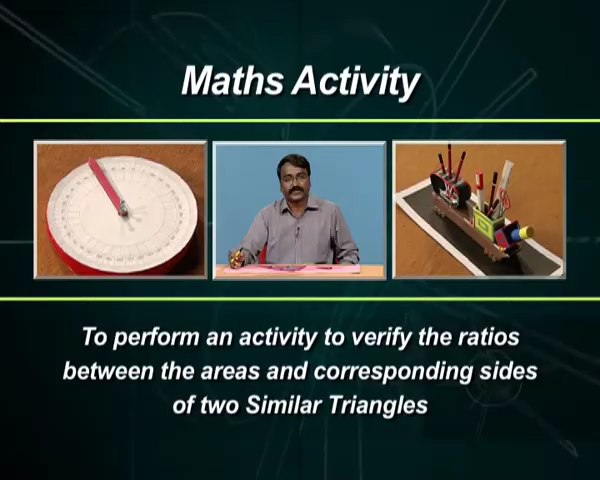 Maths Activity
To perform an activity to verify the ratios
between the areas and corresponding sides
of two Similar Triangles